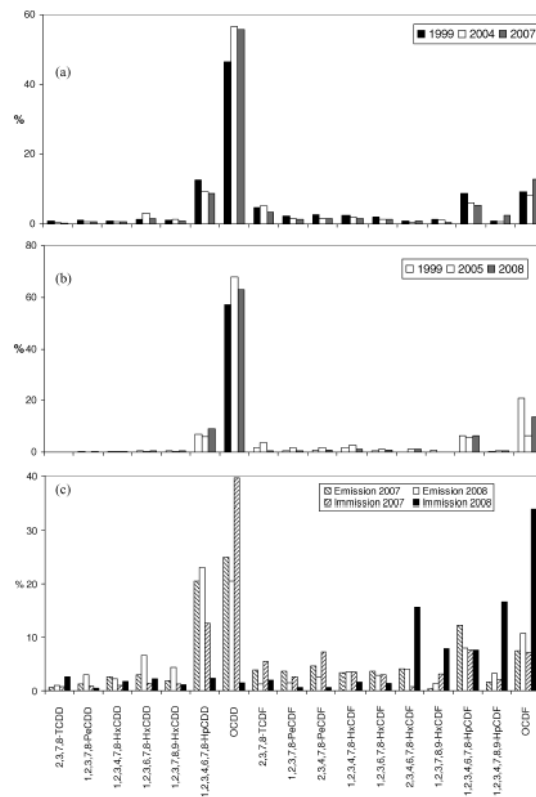 60
(a)
1999 2004 2007
40
%
20
0
80
(b)
1999 2005 2008
60
%
40
20
0
40
(c)
Emission 2007 Emission 2008
Immission 2007 Immission 2008
30
% 20
10
0
2,3,7,8-TCDD
1,2,3,7,8-PeCDD
1,2,3,4,7,8-HxCDD
1,2,3,6,7,8-HxCDD
1,2,3,7,8,9-HxCDD
1,2,3,4,6,7,8-HpCDD
OCDD
2,3,7,8-TCDF
1,2,3,7,8-PeCDF
2,3,4,7,8-PeCDF
1,2,3,4,7,8-HxCDF
1,2,3,6,7,8-HxCDF
2,3,4,6,7,8-HxCDF
1,2,3,7,8,9-HxCDF
1,2,3,4,6,7,8-HpCDF
1,2,3,4,7,8,9-HpCDF
OCDF